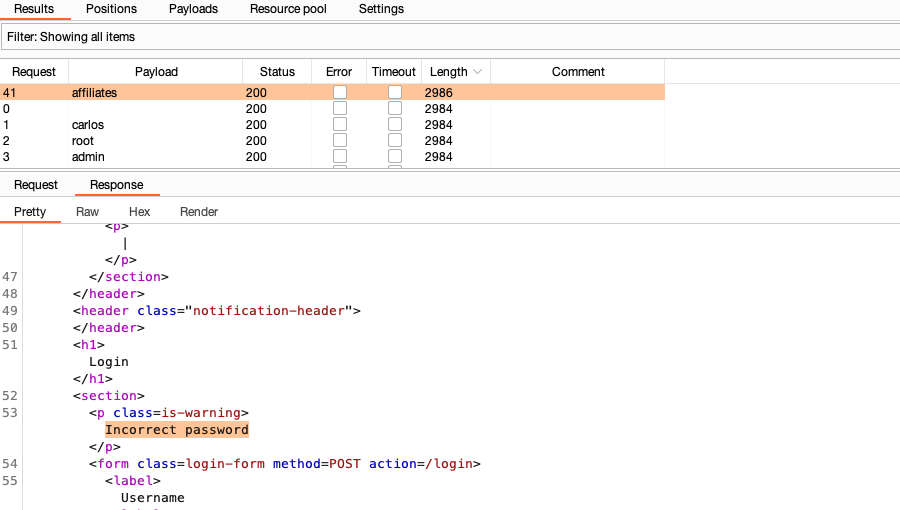 Results Positions Payloads Resource pool Settings
Filter: Showing all items
Request Payload Status Error Timeout Length Comment
41 affiliates 200 2986
0 200 2984
1 carlos 200 2984
2 root 200 2984
3 admin 200 2984
Request Response
Pretty Raw Hex Render
<p>
|
</p>
47 </section>
48 </header>
49 <header class="notification-header">
50 </header>
51 <h1>
Login
</h1>
52 <section>
53 <p class=is-warning>
Incorrect password
</p>
54 <form class=login-form method=POST action=/login>
55 <label>
Username